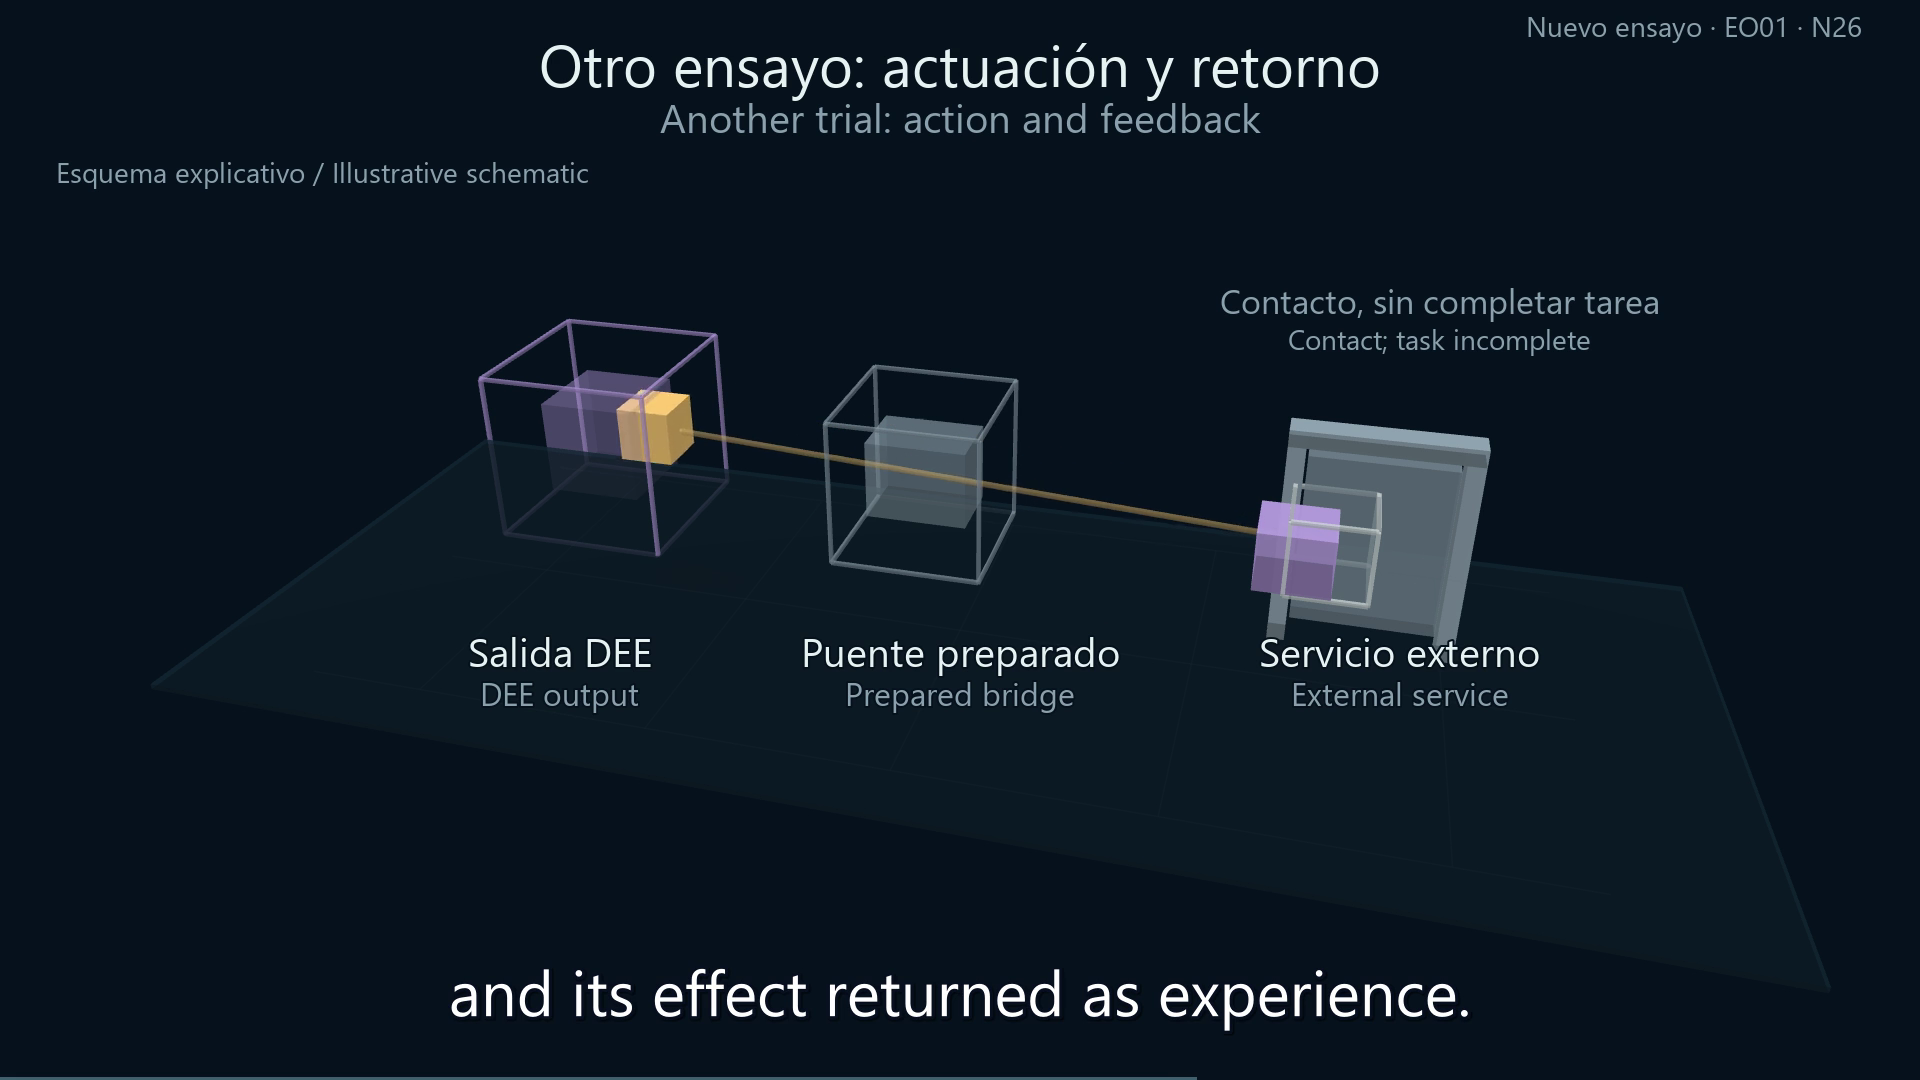 Nuevo ensayo · EO01 · N26
Otro ensayo: actuación y retorno
Another trial: action and feedback
Esquema explicativo / Illustrative schematic
Contacto, sin completar tarea
Contact; task incomplete
Salida DEE
DEE output
Puente preparado
Prepared bridge
Servicio externo
External service
and its effect returned as experience.